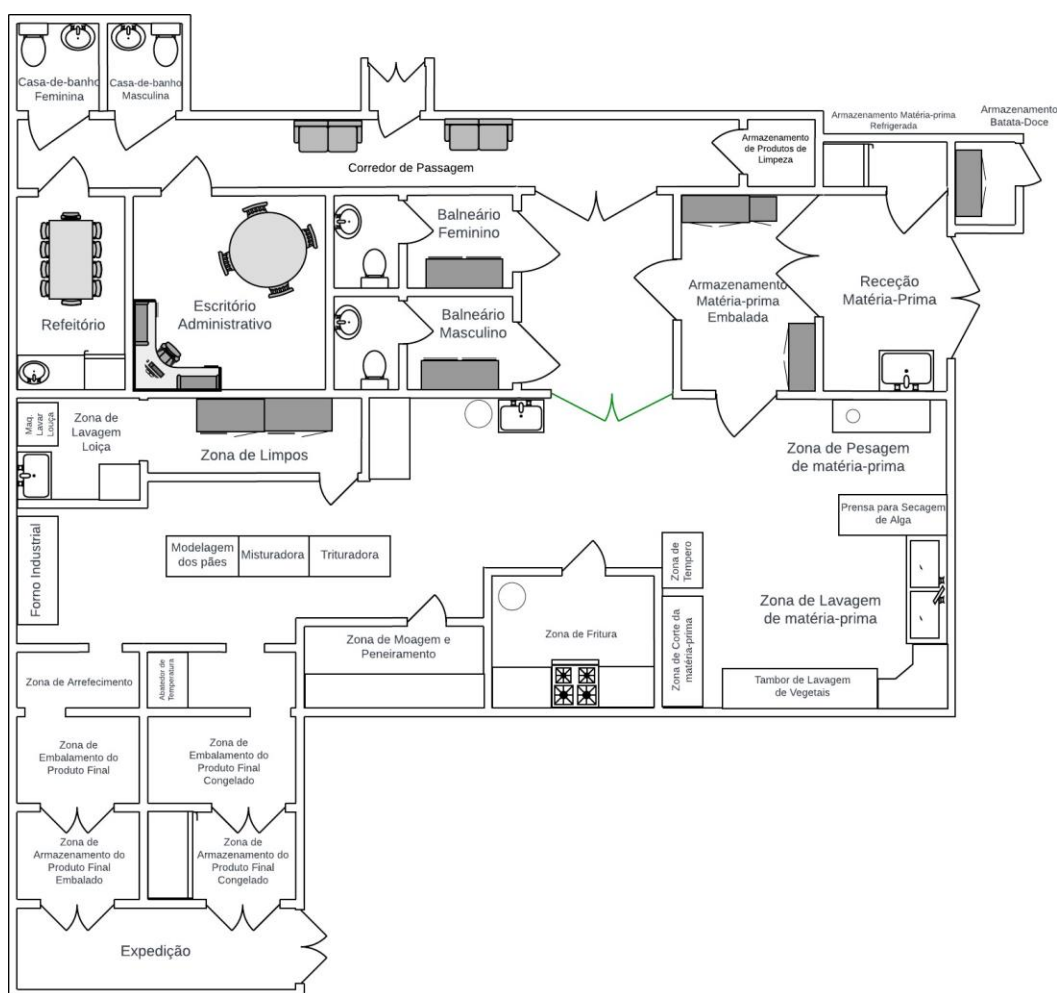 Casa-de-banho
Feminina
Casa-de-banho
Masculina
Armazenamento Matéria-prima
Refrigerada
Armazenamento
Batata-Doce
Armazenamento
de Produtos de
Limpeza
Corredor de Passagem
Refeitório
Escritório
Administrativo
Balneário
Feminino
Balneário
Masculino
Armazenamento
Matéria-prima
Embalada
Receção
Matéria-Prima
Maq.
Lavar
Louça
Zona de
Lavagem
Loiça
Zona de Limpos
Zona de Pesagem
de matéria-prima
Prensa para Secagem
de Alga
Forno Industrial
Modelagem
dos pães
Misturadora
Trituradora
Zona de
Tempero
Zona de Lavagem
de matéria-prima
Zona de Moagem e
Peneiramento
Zona de Fritura
Zona de Corte da
matéria-prima
Tambor de Lavagem
de Vegetais
Zona de Arrefecimento
Abatedor de
Temperatura
Zona de
Embalamento do
Produto Final
Zona de
Embalamento do
Produto Final
Congelado
Zona de
Armazenamento do
Produto Final
Embalado
Zona de
Armazenamento do
Produto Final
Congelado
Expedição